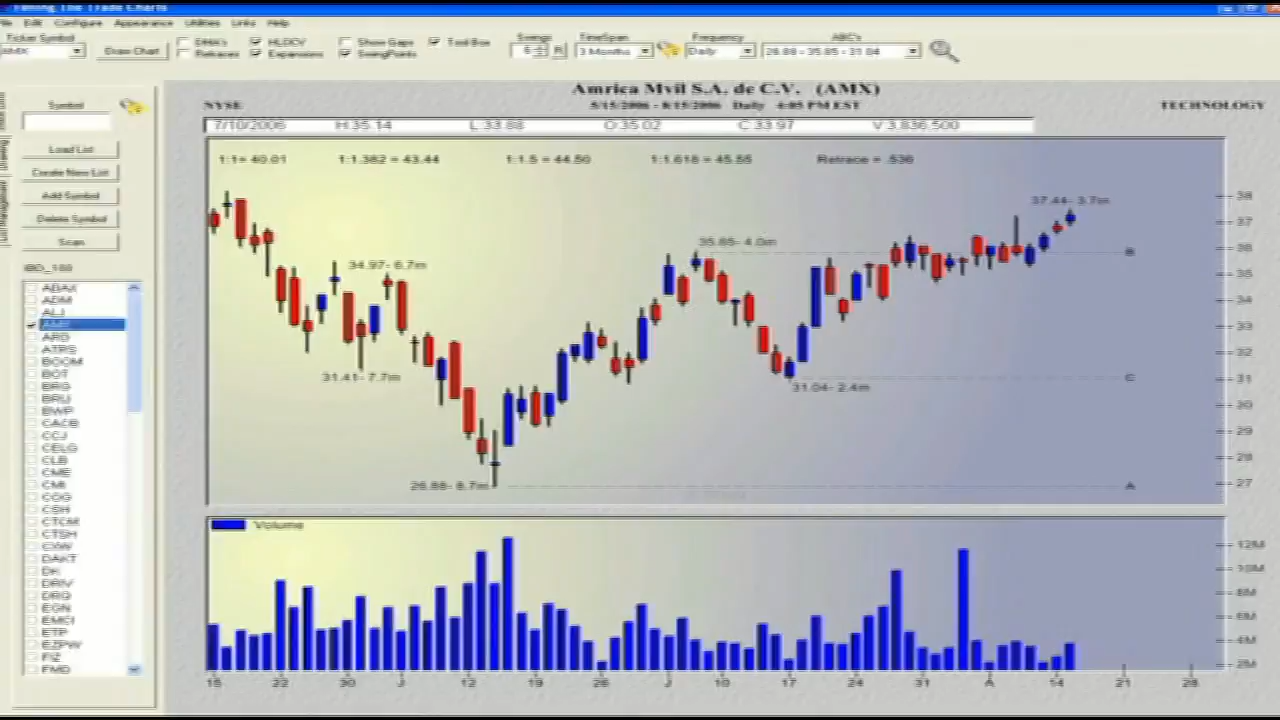 Timing The Trade Charts
File Edit Configure Appearance Utilities Links Help
Ticker Symbol
AMX
Draw Chart
DMA's
Retraces
HLOCV
Expansions
Show Gaps
SwingPoints
Tool Box
Swings
TimeSpan
3 Months
Frequency
Daily
ABC's
26.88 - 35.85 - 31.04
Amrica Mvil S.A. de C.V. (AMX)
NYSE
5/15/2006 - 8/15/2006 Daily 4:05 PM EST
TECHNOLOGY
7/10/2006 H:35.14 L:33.88 O:35.02 C:33.97 V:3,836,500
1:1= 40.01 1:1.382 = 43.44 1:1.5 = 44.50 1:1.618 = 45.55 Retrace = .536
Symbol
Load List
Create New List
Add Symbol
Delete Symbol
Scan
IBD_100
ABAX
ADM
ALJ
AMX
ARD
ATRS
BOOM
BOT
BRG
BRU
BWP
CACB
CCJ
CELG
CLB
CME
CMI
COG
CSH
CTCM
CTSH
CXW
DAKT
DK
DRIV
DRQ
EGN
EMCI
ETP
EZPW
FIZ
FMD
37.44- 3.7m
35.85- 4.0m
34.97- 6.7m
31.41- 7.7m
31.04- 2.4m
26.88- 8.7m
A
B
C
38
37
36
35
34
33
32
31
30
29
28
27
Volume
12M
10M
8M
6M
4M
2M
15 22 30 J 12 19 26 J 10 17 24 31 A 14 21 28